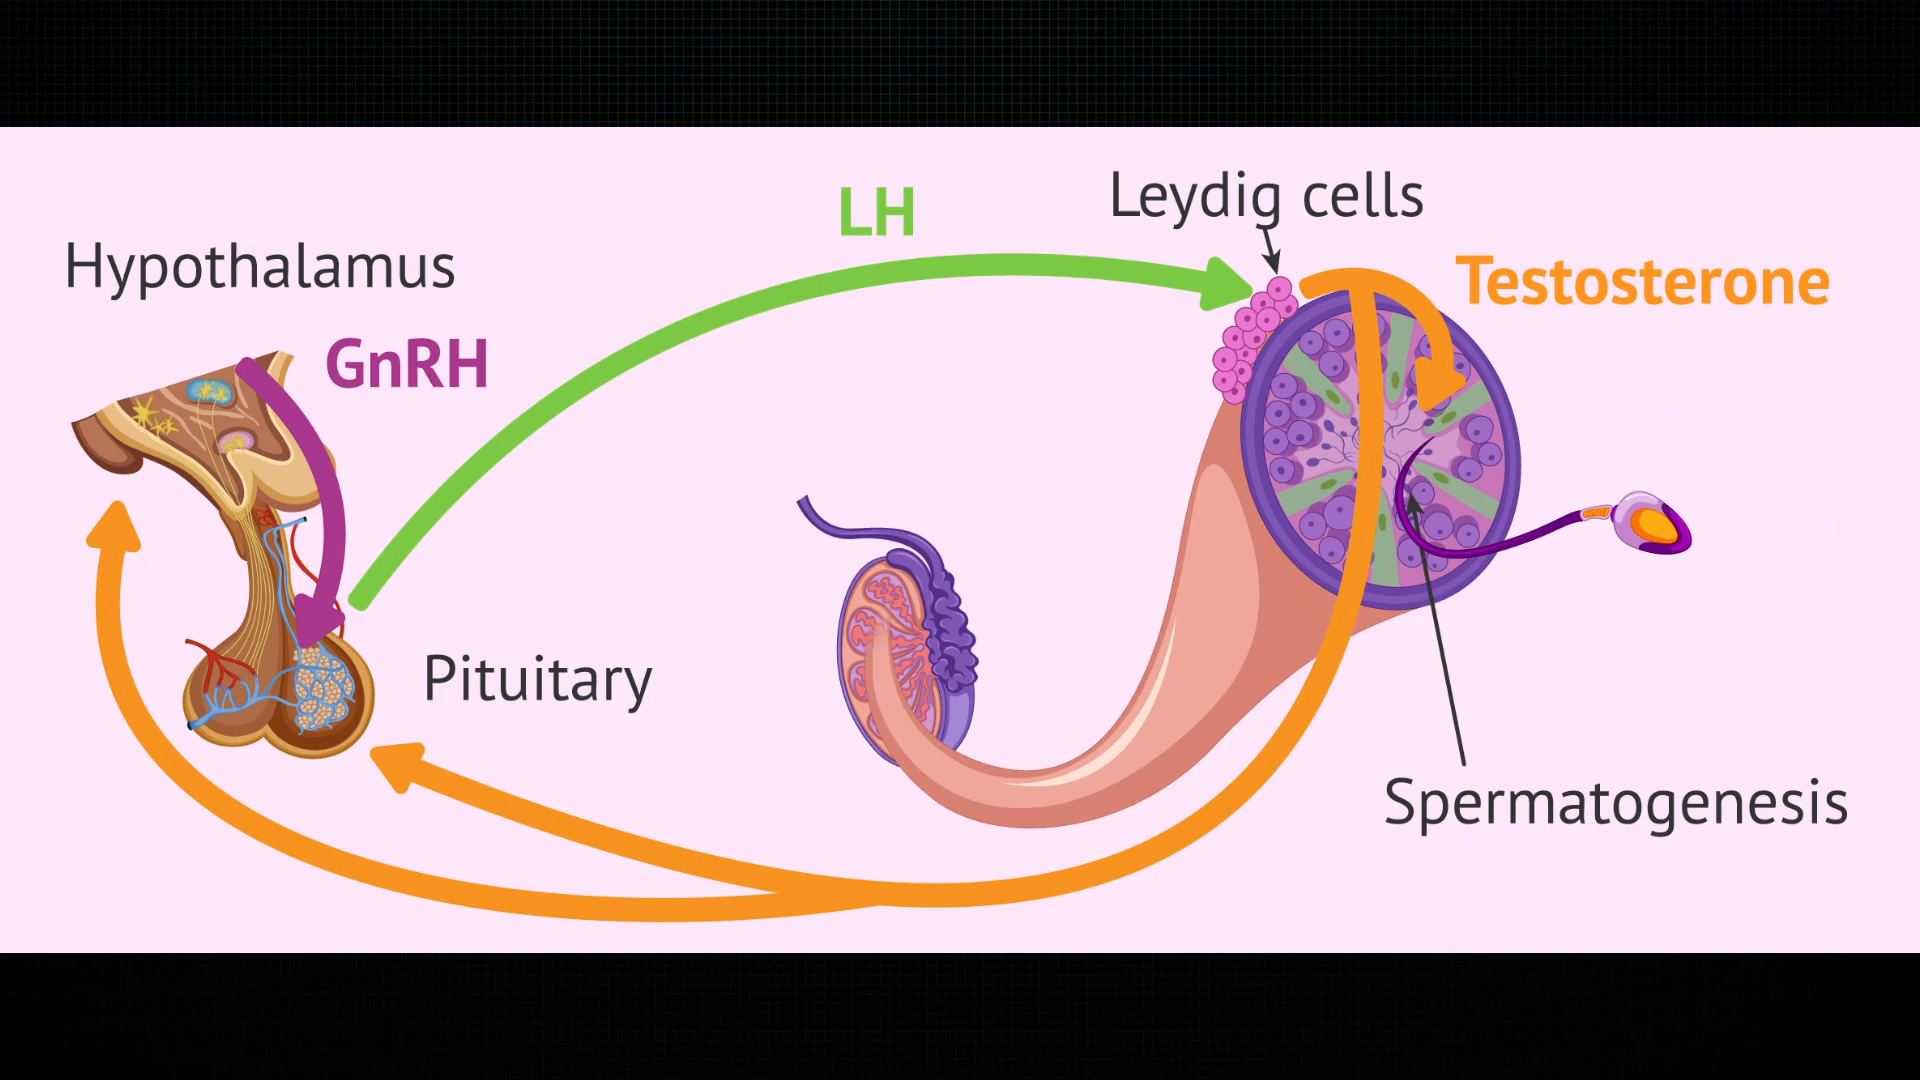 Hypothalamus
GnRH
LH
Leydig cells
Testosterone
Pituitary
Spermatogenesis